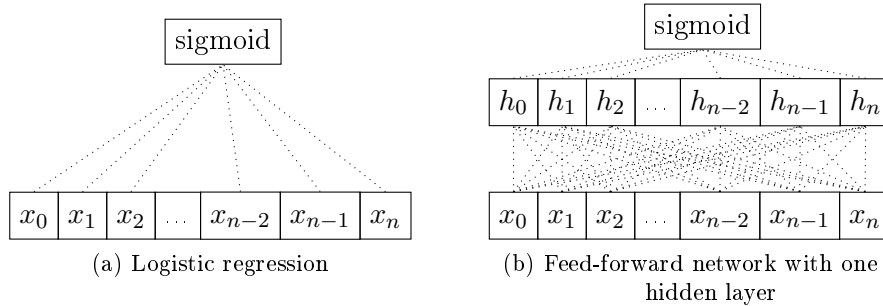 sigmoid
x₀ x₁ x₂ … xₙ₋₂ xₙ₋₁ xₙ
(a) Logistic regression
sigmoid
h₀ h₁ h₂ … hₙ₋₂ hₙ₋₁ hₙ
x₀ x₁ x₂ … xₙ₋₂ xₙ₋₁ xₙ
(b) Feed-forward network with one
hidden layer